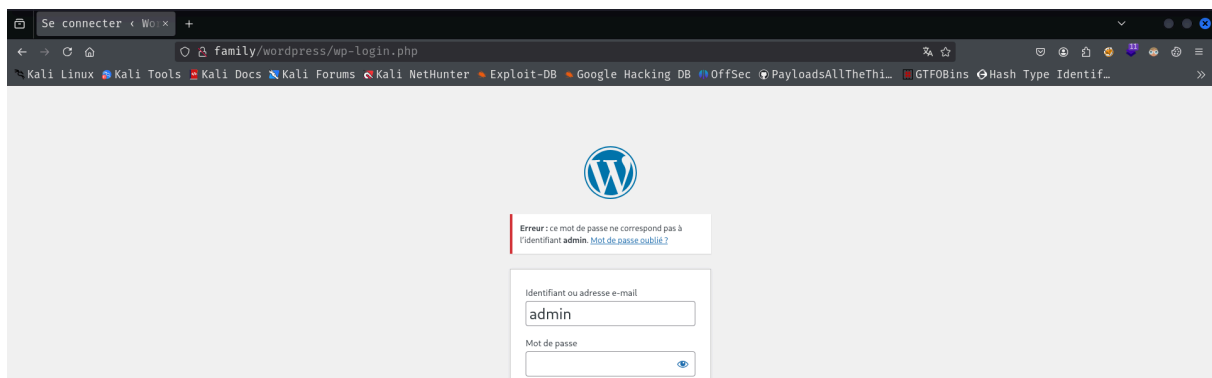 Se connecter ‹ Wo
family/wordpress/wp-login.php
11
Kali Linux Kali Tools Kali Docs Kali Forums Kali NetHunter Exploit-DB Google Hacking DB OffSec PayloadsAllTheThi… GTFOBins Hash Type Identif…
Erreur : ce mot de passe ne correspond pas à
l’identifiant admin. Mot de passe oublié ?
Identifiant ou adresse e-mail
admin
Mot de passe